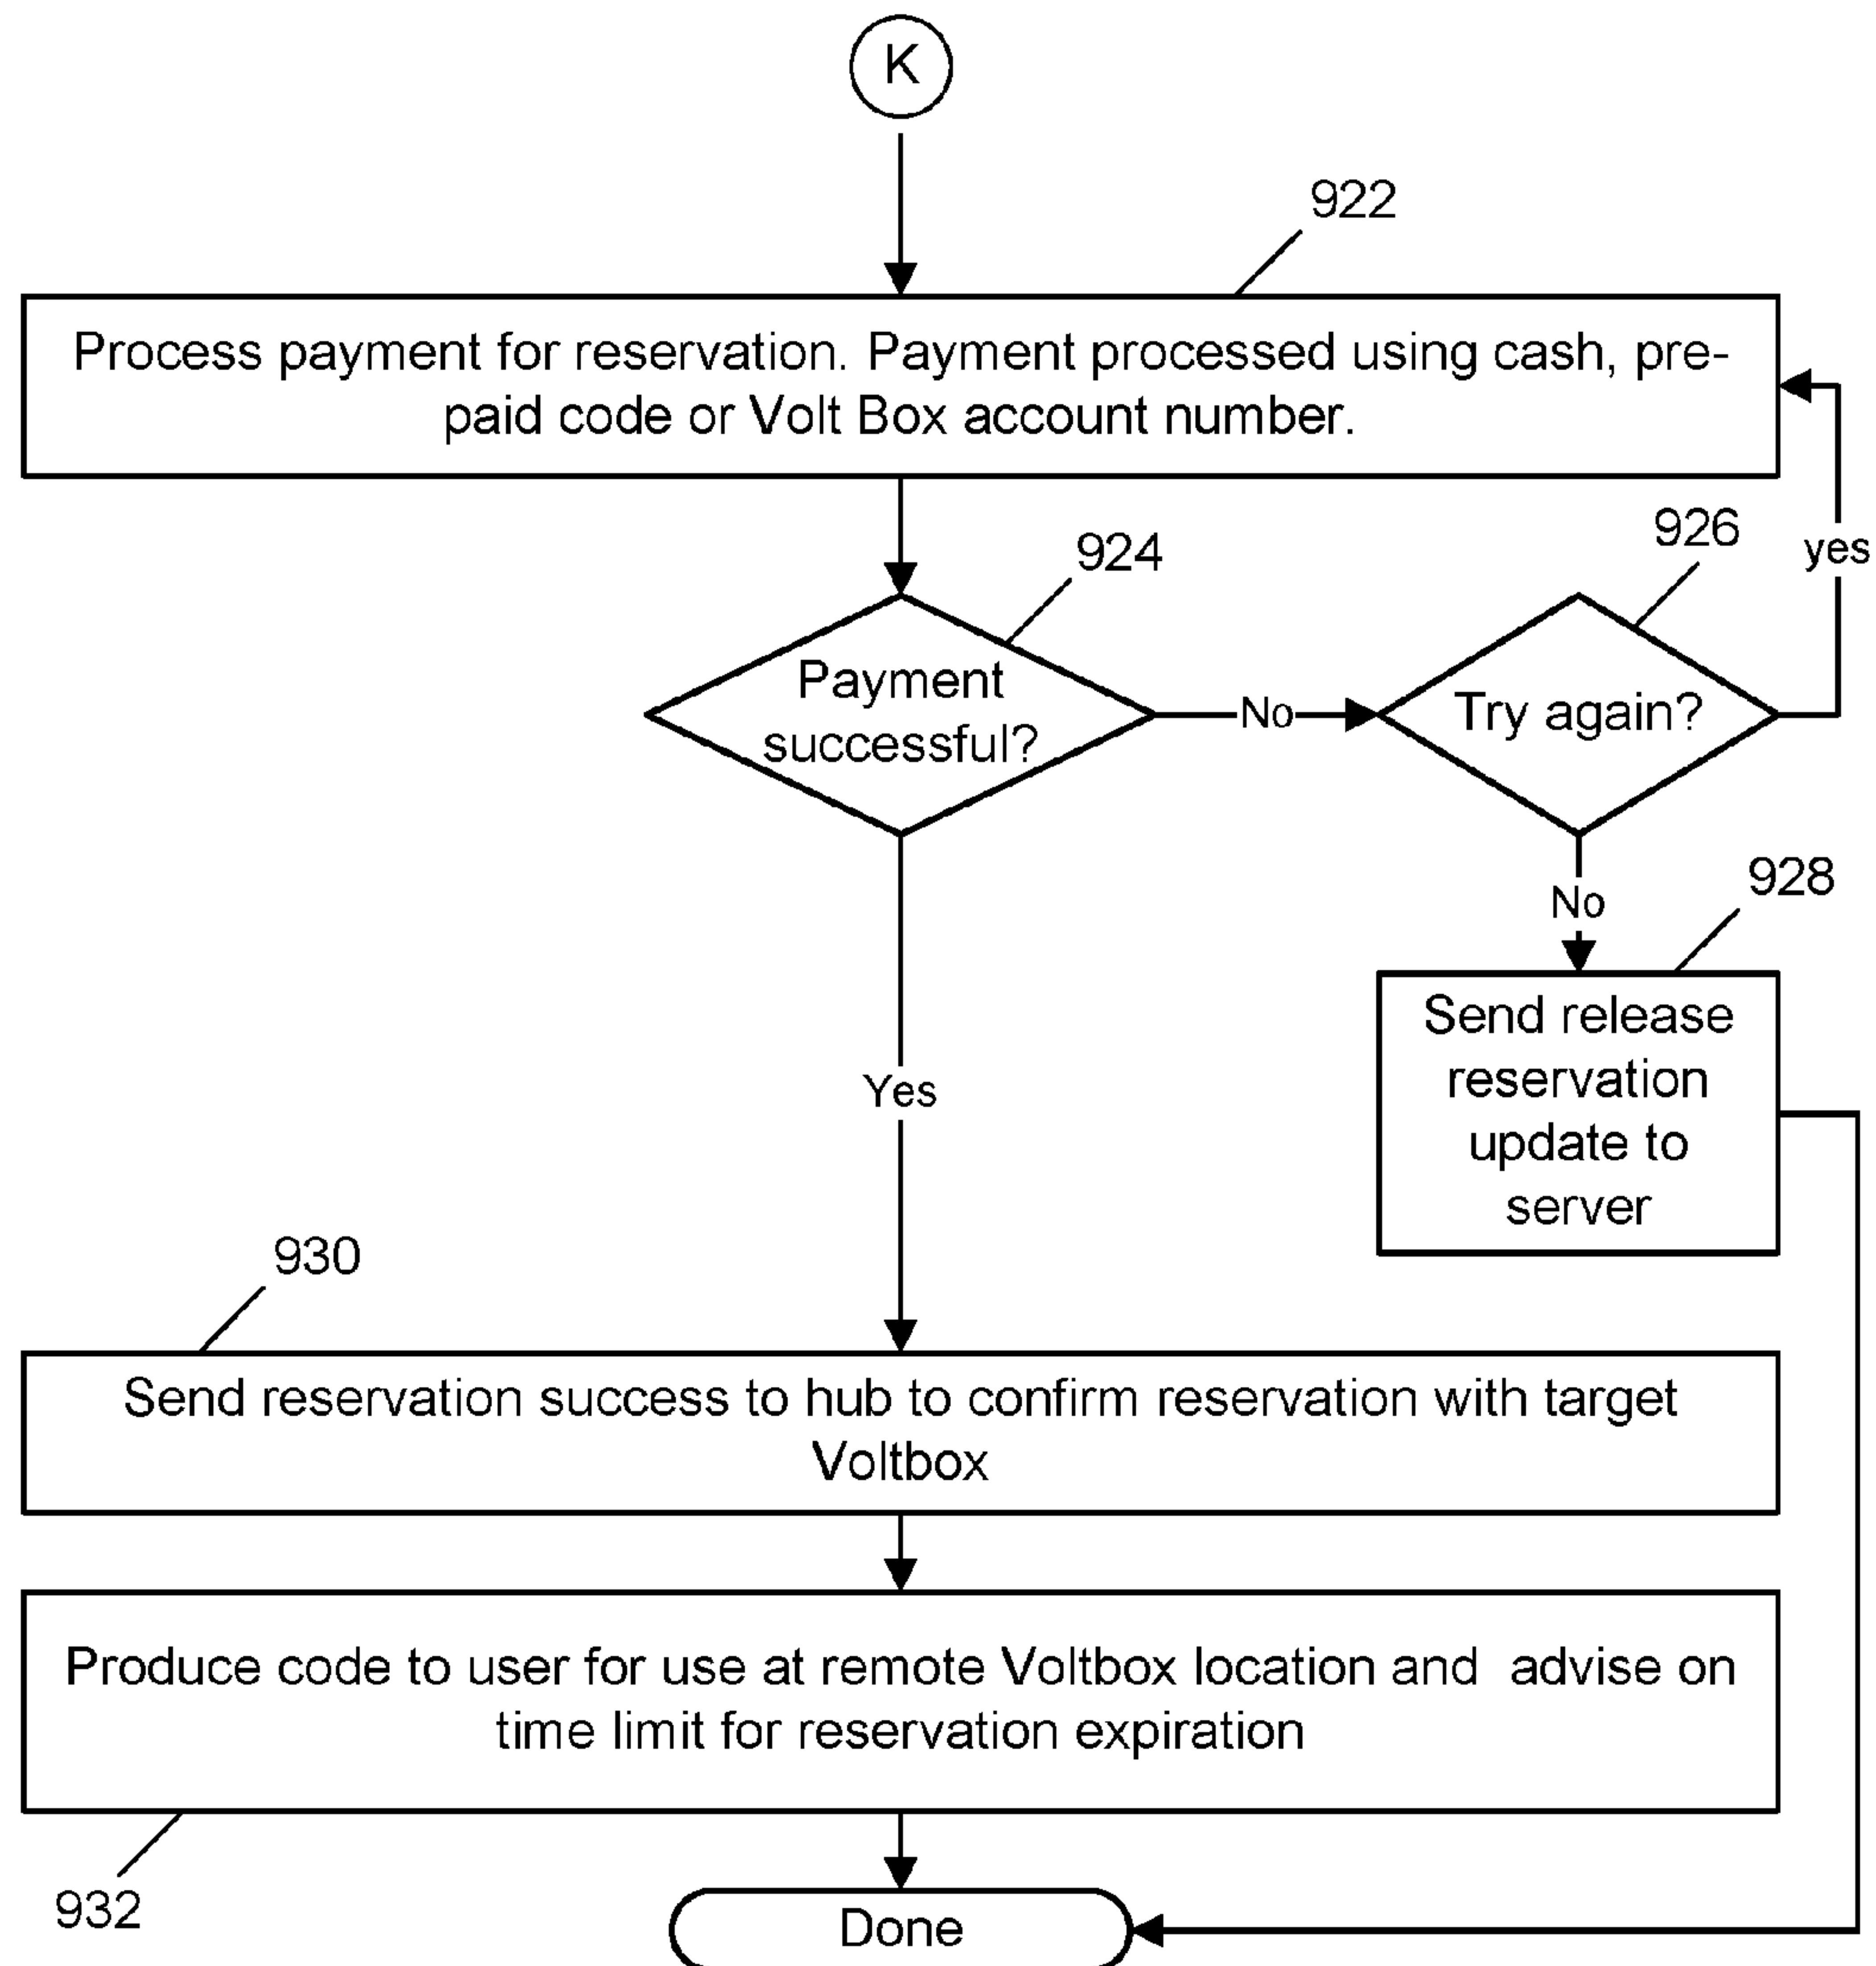 K
922
Process payment for reservation. Payment processed using cash, pre-
paid code or Volt Box account number.
924
926
yes
Payment
successful?
No
Try again?
No
928
Send release
reservation
update to
server
Yes
930
Send reservation success to hub to confirm reservation with target
Voltbox
Produce code to user for use at remote Voltbox location and  advise on
time limit for reservation expiration
932
Done